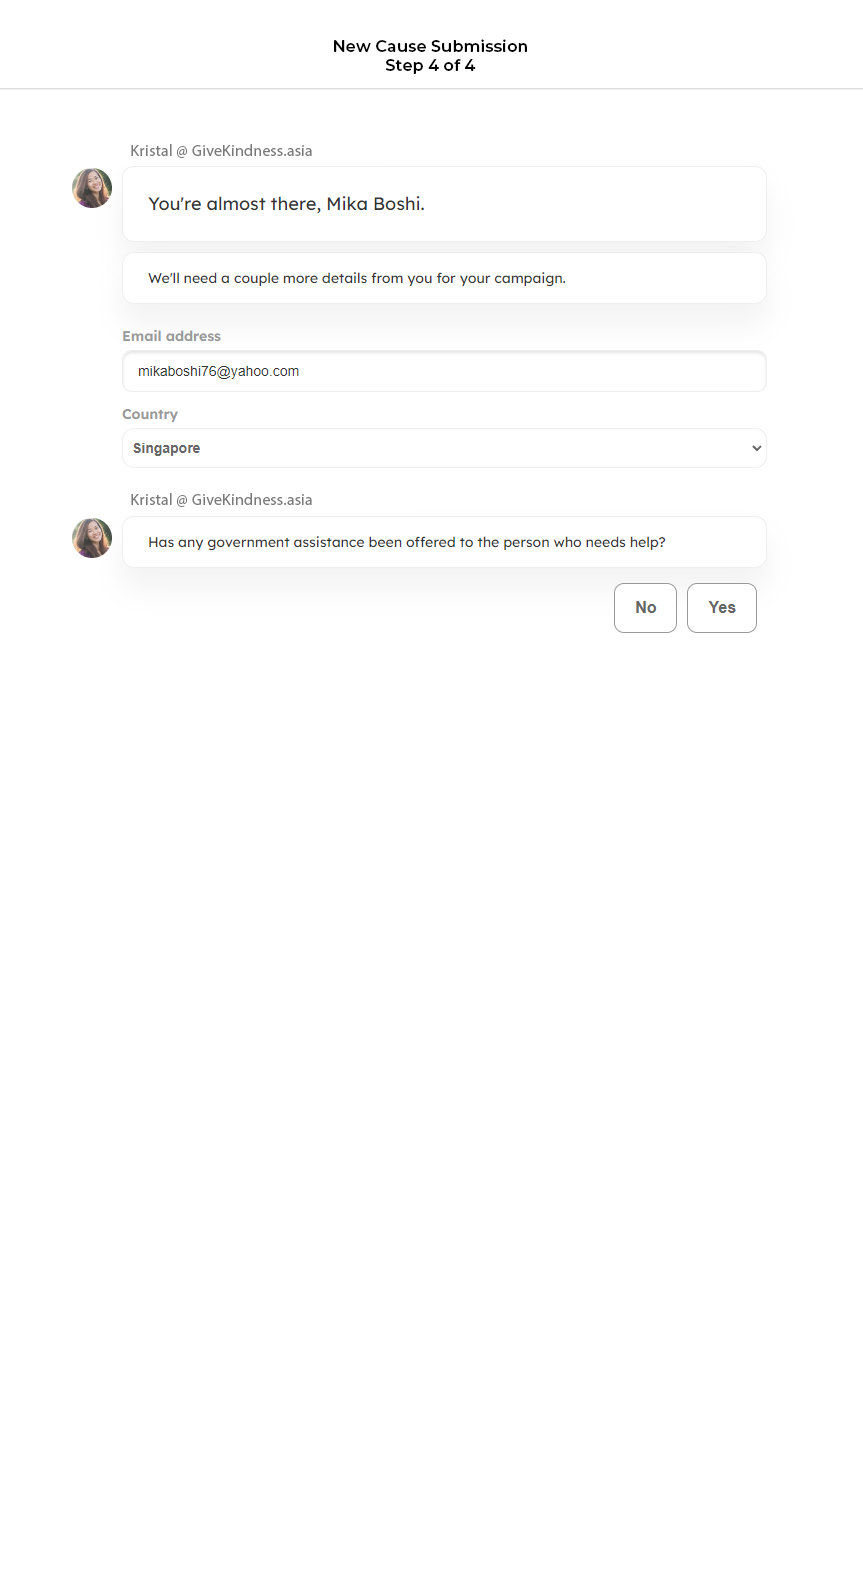 New Cause Submission
Step 4 of 4
Kristal @ GiveKindness.asia
You're almost there, Mika Boshi.
We'll need a couple more details from you for your campaign.
Email address
mikaboshi76@yahoo.com
Country
Singapore
Kristal @ GiveKindness.asia
Has any government assistance been offered to the person who needs help?
No Yes